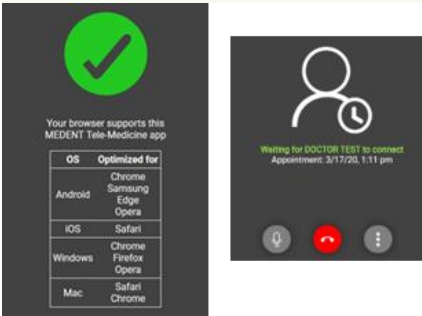 Your browser supports this
MEDENT Tele-Medicine app
OS Optimized for
Android
Chrome
Samsung
Edge
Opera
iOS Safari
Windows
Chrome
Firefox
Opera
Mac
Safari
Chrome
Waiting for DOCTOR TEST to connect
Appointment: 3/17/20, 1:11 pm